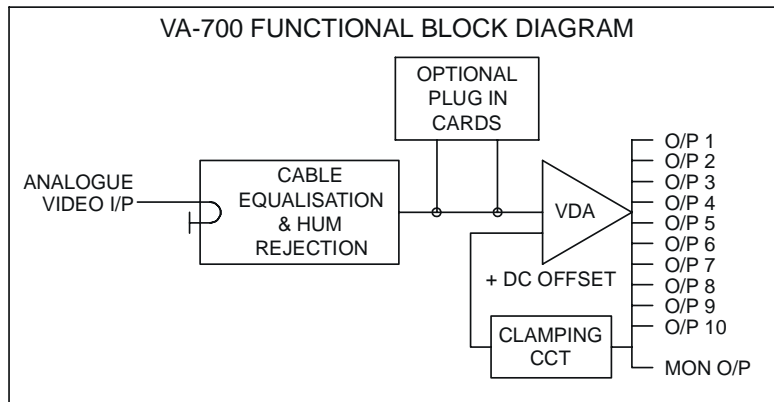 VA-700 FUNCTIONAL BLOCK DIAGRAM
OPTIONAL
PLUG IN
CARDS
ANALOGUE
VIDEO I/P
CABLE
EQUALISATION
& HUM
REJECTION
VDA
+ DC OFFSET
CLAMPING
CCT
O/P 1
O/P 2
O/P 3
O/P 4
O/P 5
O/P 6
O/P 7
O/P 8
O/P 9
O/P 10
MON O/P